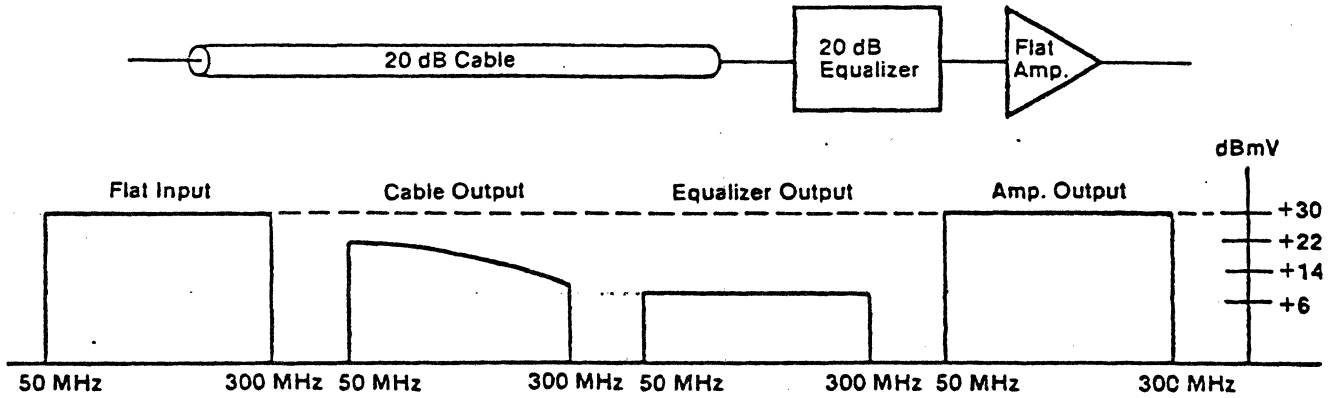 20 dB Cable
20 dB
Equalizer
Flat
Amp.
dBmV
Flat Input
Cable Output
Equalizer Output
Amp. Output
+30
+22
+14
+6
50 MHz
300 MHz
50 MHz
300 MHz
50 MHz
300 MHz
50 MHz
300 MHz